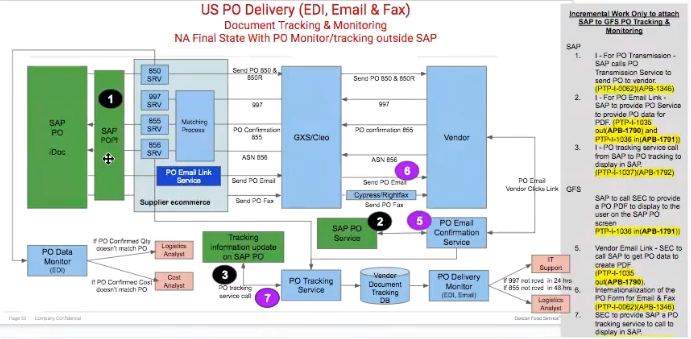 US PO Delivery (EDI, Email & Fax)
Document Tracking & Monitoring
NA Final State With PO Monitor/tracking outside SAP
SAP
PO
iDoc
1
SAP
POPI
850
SRV
997
SRV
855
SRV
856
SRV
Matching
Process
PO Email Link
Service
Supplier ecommerce
Send PO 850 &
850R
997
PO Confirmation
855
ASN 856
Send PO Email
Send PO Fax
GXS/Cleo
Send PO 850 & 850R
997
PO confirmation 855
ASN 856
6
Send PO Email
Cypress/Rightfax
Send PO Fax
Vendor
PO Email
Vendor Clicks Link
SAP PO
Service
2
5
PO Email
Confirmation
Service
PO Data
Monitor
(EDI)
If PO Confirmed Qty
doesn't match PO
Logistics
Analyst
If PO Confirmed Cost
doesn't match PO
Cost
Analyst
Tracking
information update
on SAP PO
3
PO tracking
service call
7
PO Tracking
Service
Vendor
Document
Tracking
DB
PO Delivery
Monitor
(EDI, Email)
IT
Support
If 997 not rcvd in 24 hrs
If 855 not rcvd in 48 hrs
Logistics
Analyst
Company Confidential
Incremental Work Only to attach
SAP to GFS PO Tracking &
Monitoring
SAP
1. I - For PO Transmission -
SAP calls PO
Transmission Service to
send PO to vendor.
(PTP-I-0062)(APB-1346)
2. I - For PO Email Link -
SAP to provide PO Service
to provide PO data for
PDF. (PTP-I-1035
out(APB-1790) and
PTP-I-1036 in(APB-1791))
3. I - PO tracking service call
from SAP to PO tracking to
display in SAP.
(PTP-I-1037)(APB-1792)
GFS
SAP to call SEC to provide
a PO PDF to display to the
user on the SAP PO
screen
PTP-I-1036 in(APB-1791))
5. Vendor Email Link - SEC to
call SAP to get PO data to
create PDF
(PTP-I-1035
out(APB-1790).
6. Internationalization of the
PO Form for Email & Fax
(PTP-I-0062)(APB-1346)
7. SEC to provide SAP a PO
tracking service to call to
display in SAP.